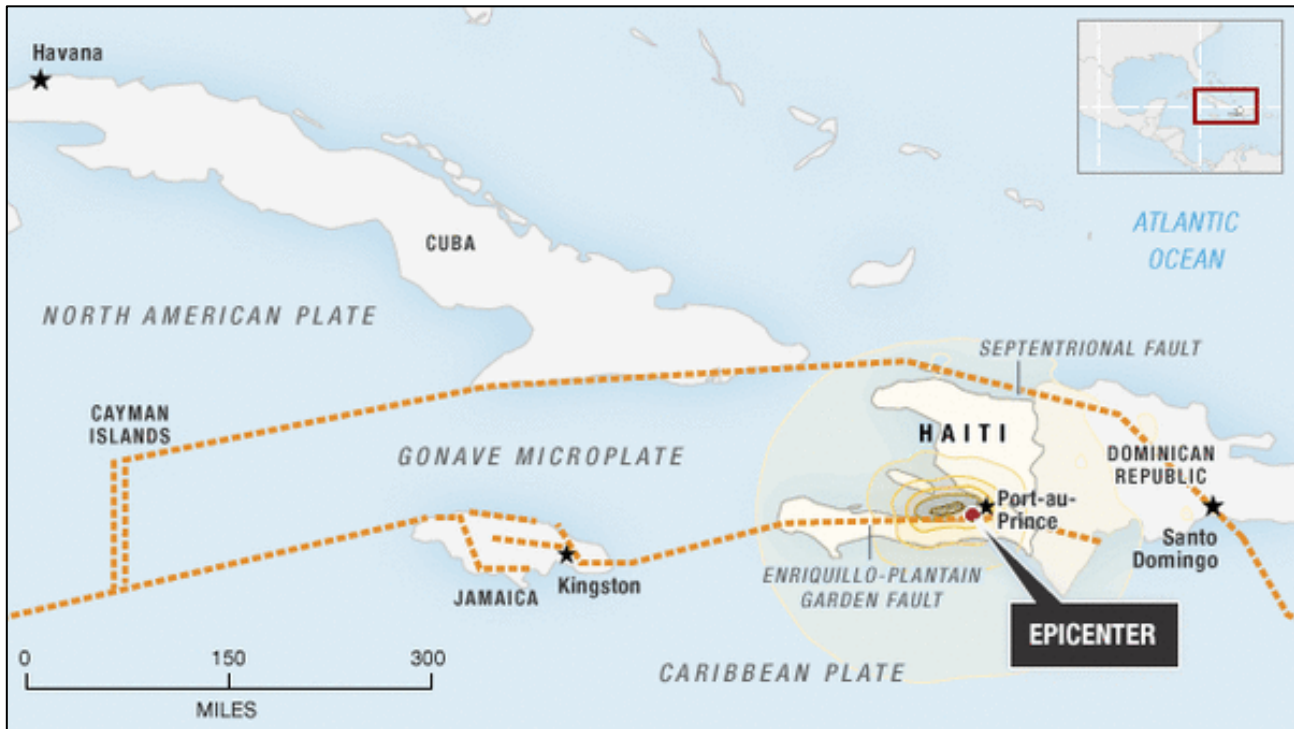 Havana
CUBA
ATLANTIC
OCEAN
NORTH AMERICAN PLATE
SEPTENTRIONAL FAULT
CAYMAN
ISLANDS
HAITI
GONAVE MICROPLATE
DOMINICAN
REPUBLIC
Port-au-
Prince
Santo
Domingo
ENRIQUILLO-PLANTAIN
GARDEN FAULT
JAMAICA
Kingston
EPICENTER
CARIBBEAN PLATE
0 150 300
MILES